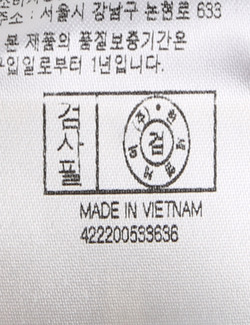 주소 : 서울시 강남구 논현로 633
본 제품의 품질보증기간은
구입일로부터 1년입니다.
검사필
검
MADE IN VIETNAM
422200533636